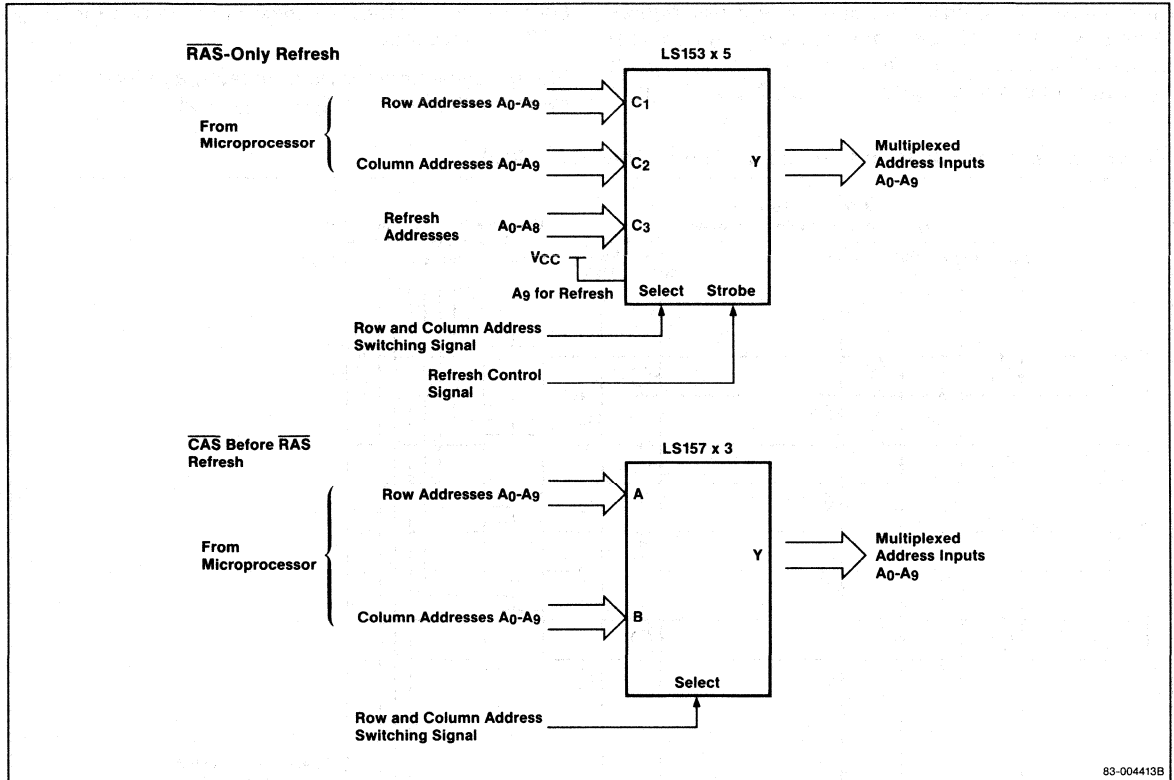 R̅A̅S̅-Only Refresh
LS153 x 5
From
Microprocessor
Row Addresses A0-A9
C1
Column Addresses A0-A9
C2
Refresh
Addresses
A0-A8
C3
VCC
A9 for Refresh
Select
Strobe
Y
Multiplexed
Address Inputs
A0-A9
Row and Column Address
Switching Signal
Refresh Control
Signal
C̅A̅S̅ Before R̅A̅S̅
Refresh
LS157 x 3
From
Microprocessor
Row Addresses A0-A9
A
Column Addresses A0-A9
B
Y
Multiplexed
Address Inputs
A0-A9
Select
Row and Column Address
Switching Signal
83-004413B